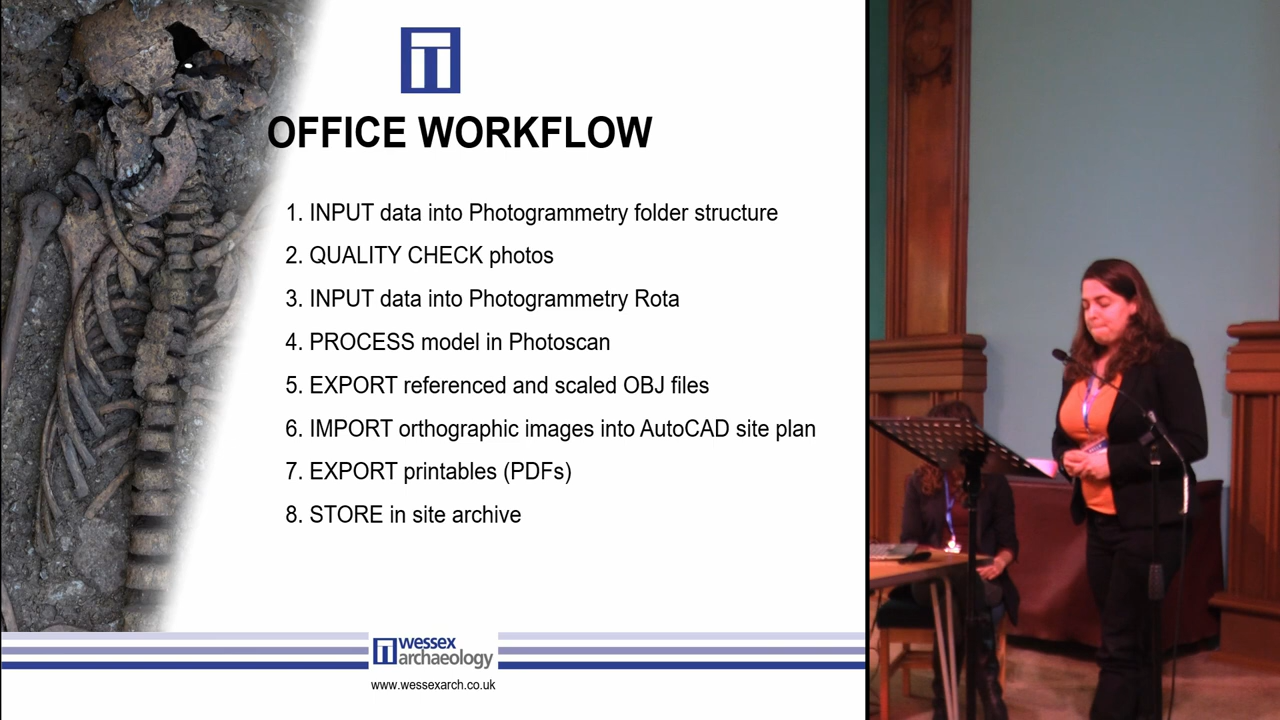 OFFICE WORKFLOW
1. INPUT data into Photogrammetry folder structure
2. QUALITY CHECK photos
3. INPUT data into Photogrammetry Rota
4. PROCESS model in Photoscan
5. EXPORT referenced and scaled OBJ files
6. IMPORT orthographic images into AutoCAD site plan
7. EXPORT printables (PDFs)
8. STORE in site archive
wessex
archaeology
www.wessexarch.co.uk